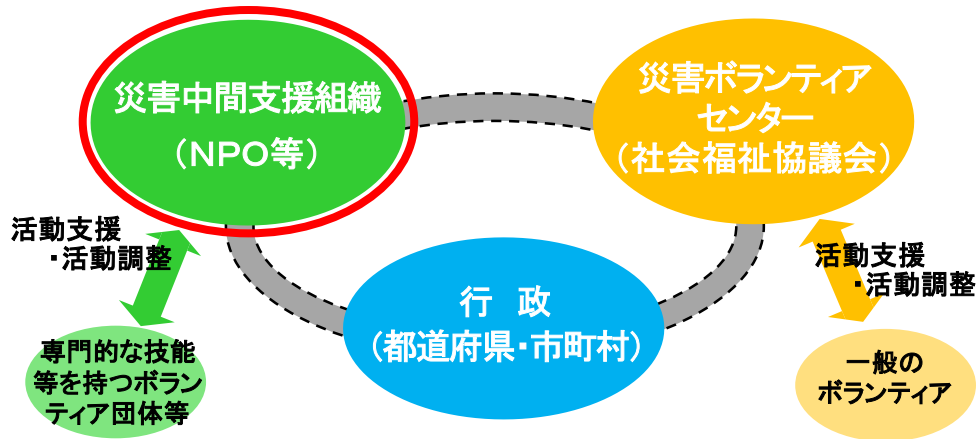 災害中間支援組織
（ＮＰＯ等）
災害ボランティア
センター
（社会福祉協議会）
活動支援
・活動調整
行　政
（都道府県・市町村）
活動支援
・活動調整
専門的な技能
等を持つボラン
ティア団体等
一般の
ボランティア